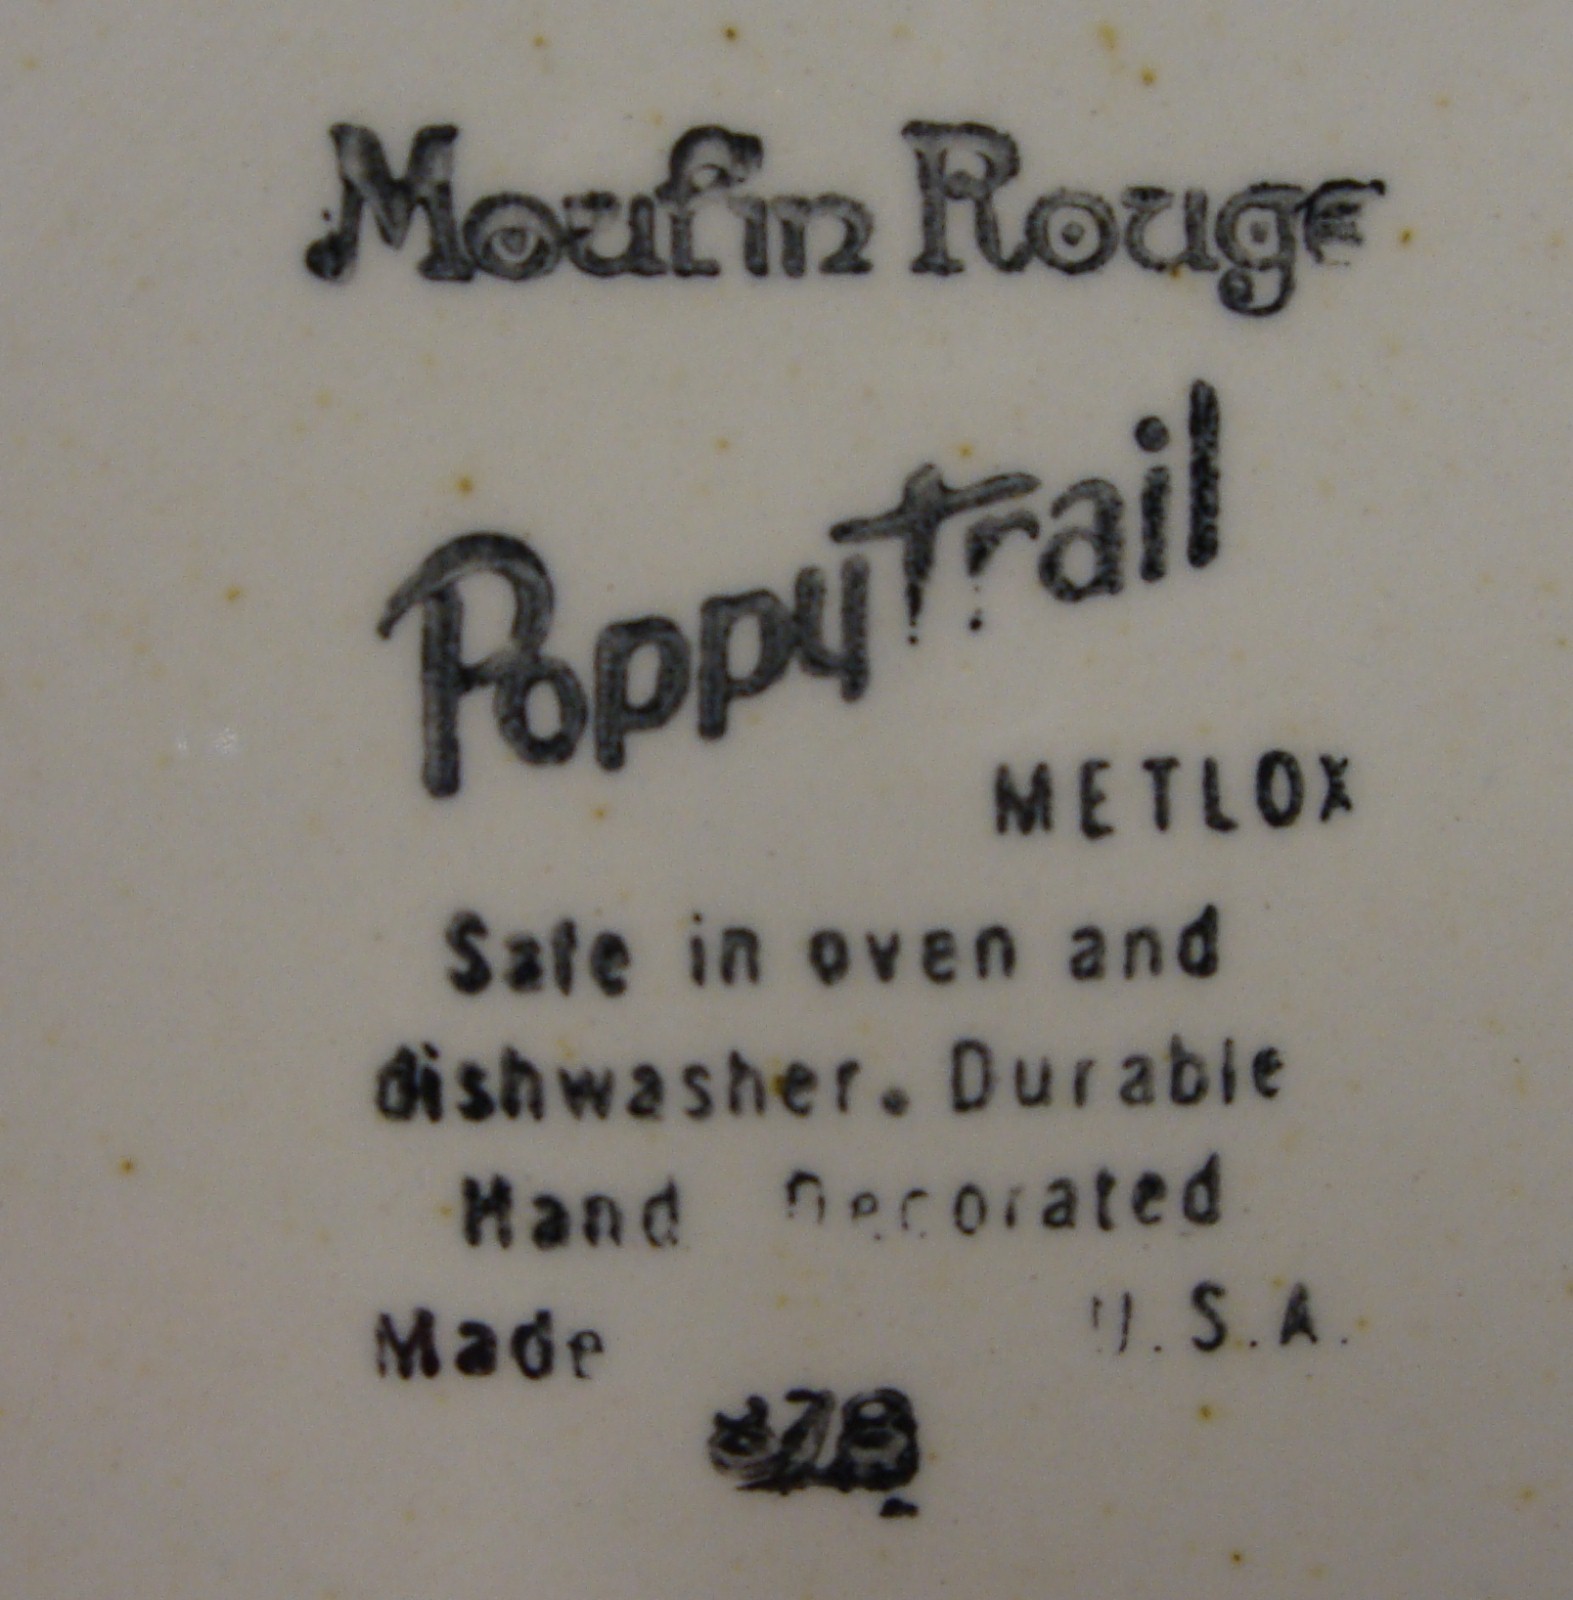 Moulin Rouge
Poppytrail
METLOX
Safe in oven and
dishwasher. Durable
Hand Decorated
Made U.S.A.